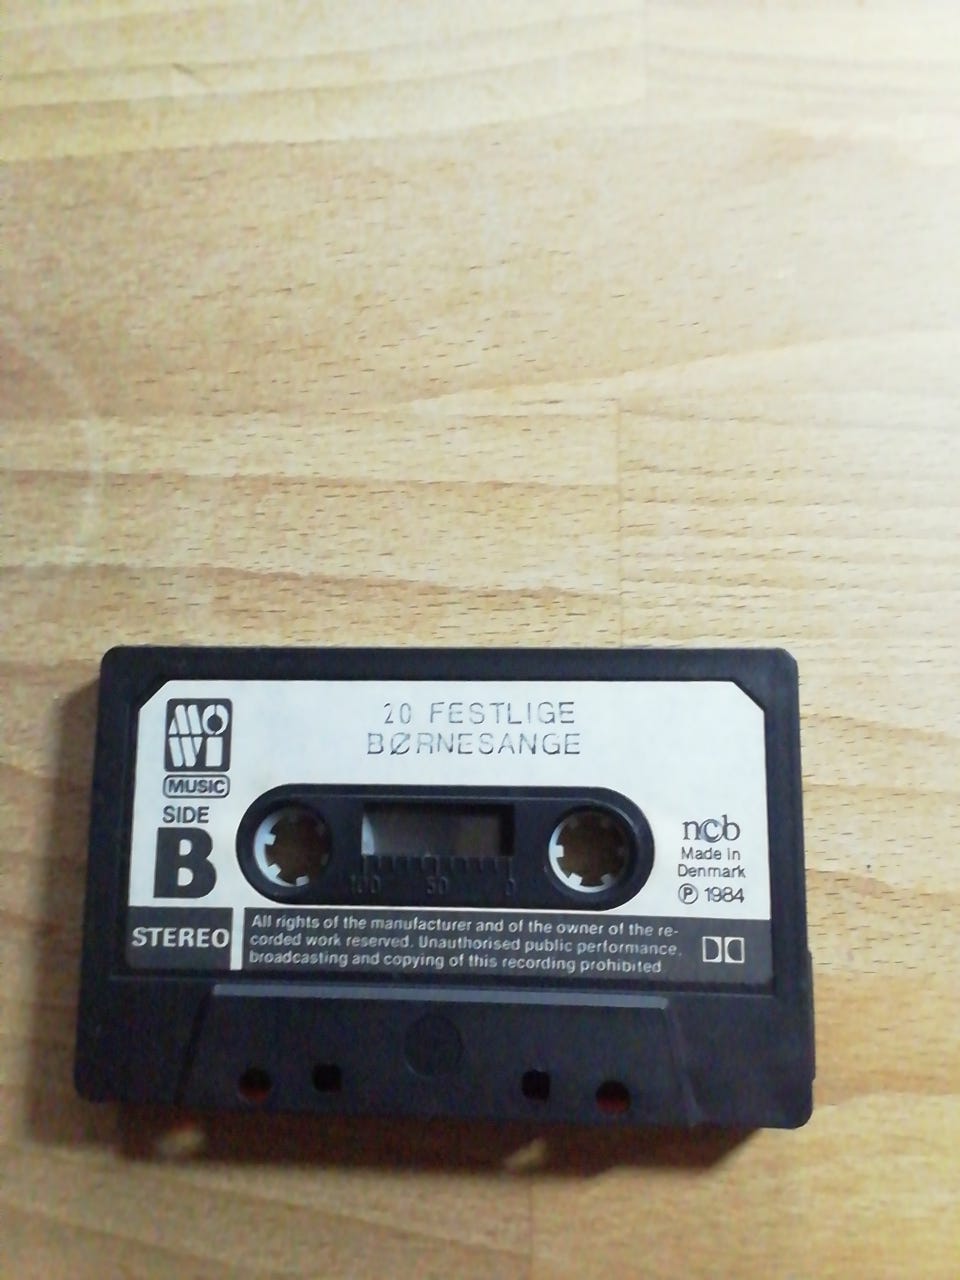 20 FESTLIGE
BØRNESANGE
MOWI
MUSIC
SIDE
B
STEREO
100 50 0
ncb
Made in
Denmark
Ⓟ 1984
All rights of the manufacturer and of the owner of the re-
corded work reserved. Unauthorised public performance,
broadcasting and copying of this recording prohibited